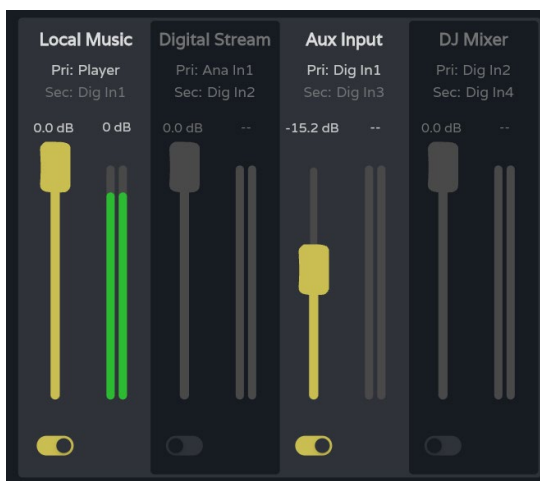 Local Music
Pri: Player
Sec: Dig In1
0.0 dB 0 dB
Digital Stream
Pri: Ana In1
Sec: Dig In2
0.0 dB --
Aux Input
Pri: Dig In1
Sec: Dig In3
-15.2 dB --
DJ Mixer
Pri: Dig In2
Sec: Dig In4
0.0 dB --